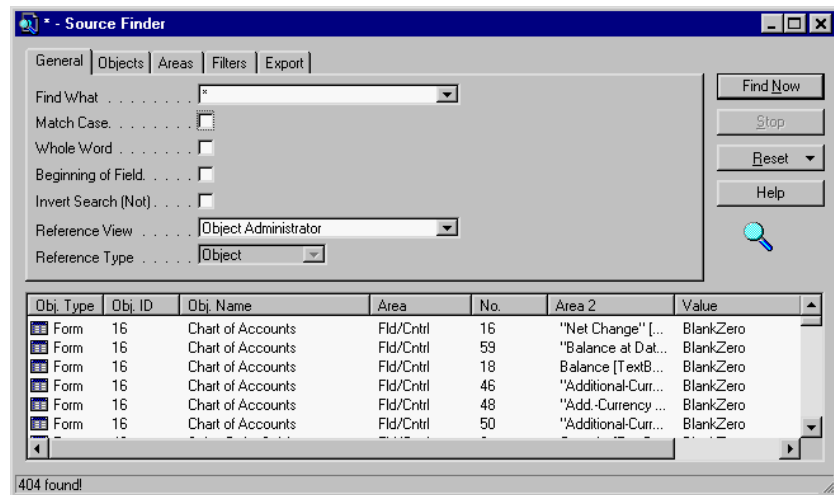 * - Source Finder
General Objects Areas Filters Export
Find What . . . . . . . . . *
Match Case. . . . . . . .
Whole Word . . . . . . .
Beginning of Field. . . . .
Invert Search (Not) . . . .
Reference View . . . . . Object Administrator
Reference Type . . . . . Object
Find Now
Stop
Reset
Help
Obj. Type Obj. ID Obj. Name Area No. Area 2 Value
Form 16 Chart of Accounts Fld/Cntrl 16 "Net Change" [... BlankZero
Form 16 Chart of Accounts Fld/Cntrl 59 "Balance at Dat... BlankZero
Form 16 Chart of Accounts Fld/Cntrl 18 Balance [TextB... BlankZero
Form 16 Chart of Accounts Fld/Cntrl 46 "Additional-Curr... BlankZero
Form 16 Chart of Accounts Fld/Cntrl 48 "Add.-Currency ... BlankZero
Form 16 Chart of Accounts Fld/Cntrl 50 "Additional-Curr... BlankZero
404 found!